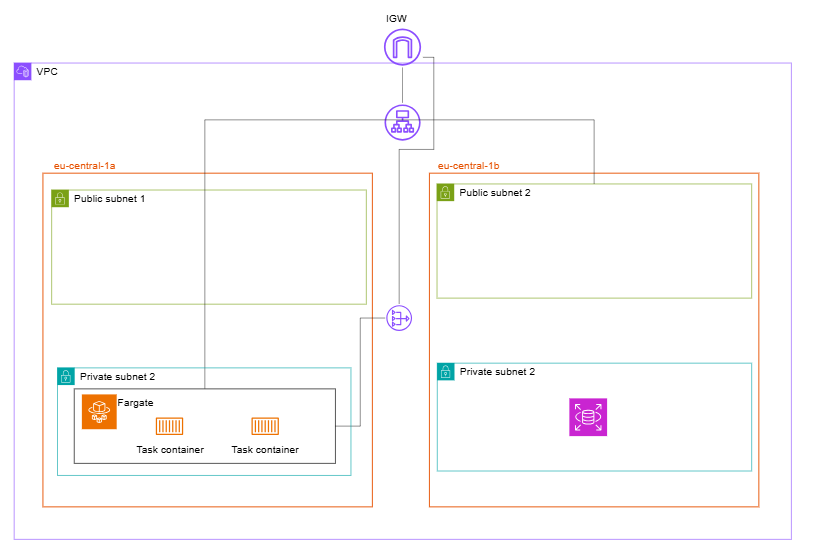 IGW
VPC
eu-central-1a
eu-central-1b
Public subnet 1
Public subnet 2
Private subnet 2
Private subnet 2
Fargate
Task container
Task container